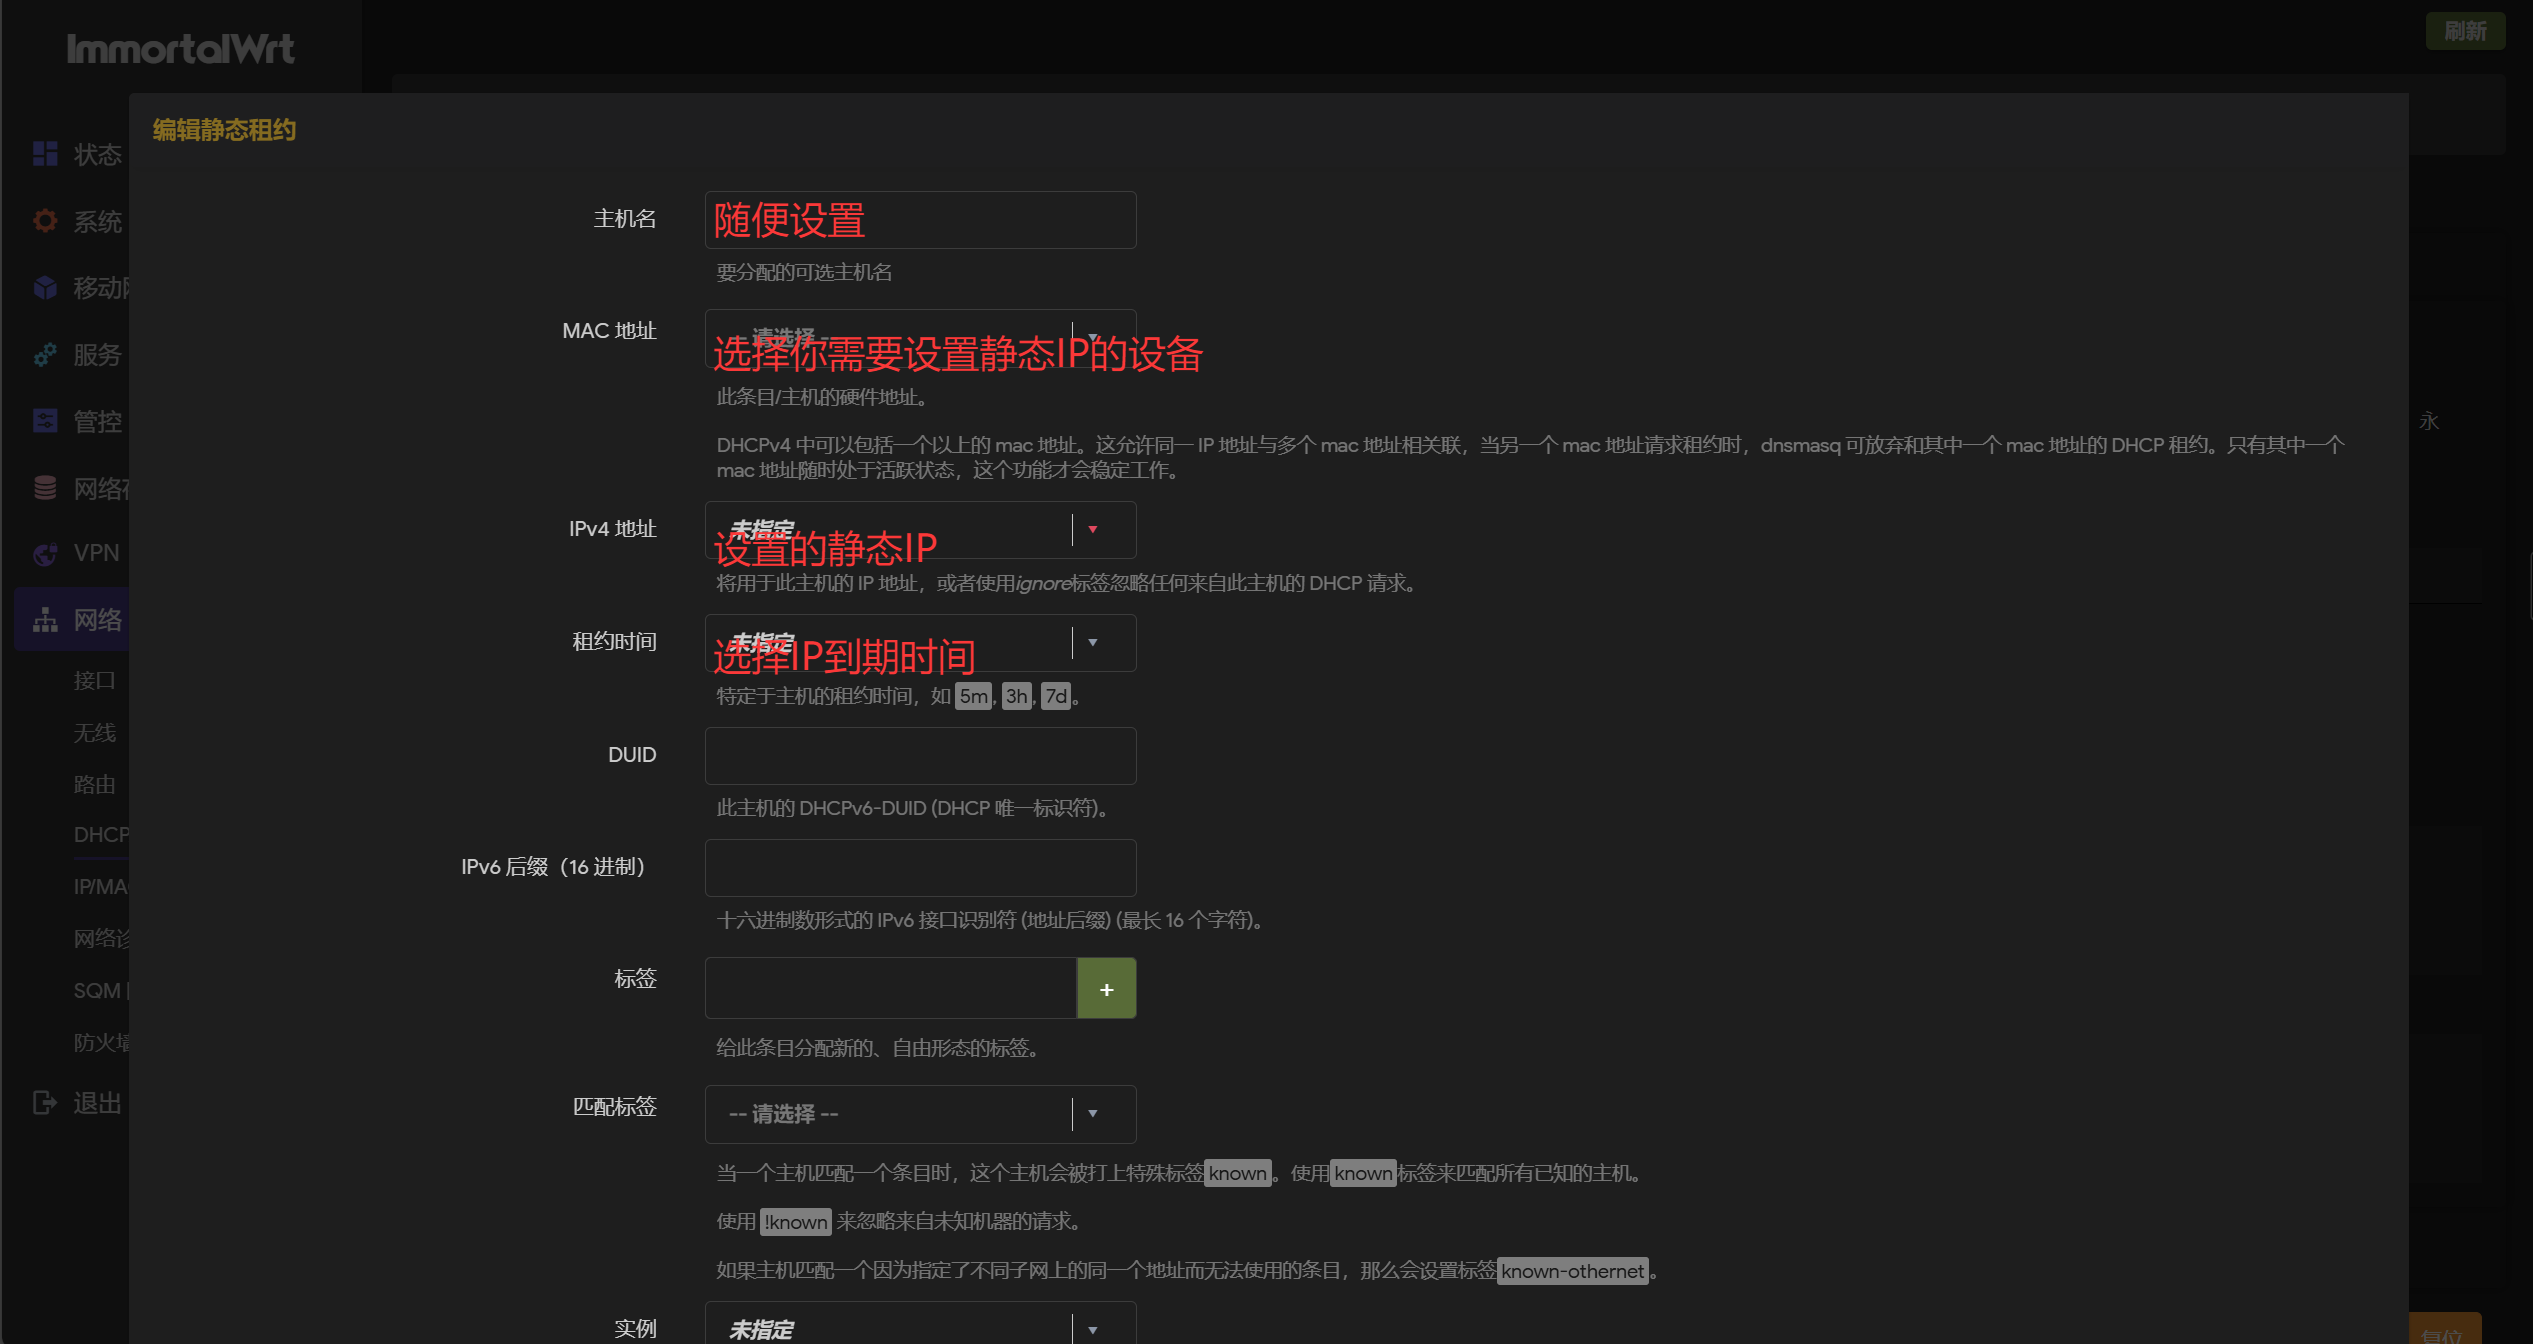 ImmortalWrt
刷新
编辑静态租约
状态
系统
移动
服务
管控
网络
VPN
网络
接口
无线
路由
DHCP
IP/MA
网络
SQM
防火
退出
主机名
随便设置
要分配的可选主机名
MAC 地址
请选择 --
选择你需要设置静态IP的设备
此条目/主机的硬件地址。
DHCPv4 中可以包括一个以上的 mac 地址。这允许同一 IP 地址与多个 mac 地址相关联，当另一个 mac 地址请求租约时，dnsmasq 可放弃和其中一个 mac 地址的 DHCP 租约。只有其中一个
mac 地址随时处于活跃状态，这个功能才会稳定工作。
永
IPv4 地址
未指定
设置的静态IP
将用于此主机的 IP 地址，或者使用ignore标签忽略任何来自此主机的 DHCP 请求。
租约时间
未指定
选择IP到期时间
特定于主机的租约时间，如 5m, 3h, 7d。
DUID
此主机的 DHCPv6-DUID (DHCP 唯一标识符)。
IPv6 后缀（16 进制）
十六进制数形式的 IPv6 接口识别符 (地址后缀) (最长 16 个字符)。
标签
+
给此条目分配新的、自由形态的标签。
匹配标签
-- 请选择 --
当一个主机匹配一个条目时，这个主机会被打上特殊标签known。使用known标签来匹配所有已知的主机。
使用 !known 来忽略来自未知机器的请求。
如果主机匹配一个因为指定了不同子网上的同一个地址而无法使用的条目，那么会设置标签known-othernet。
实例
未指定
复位